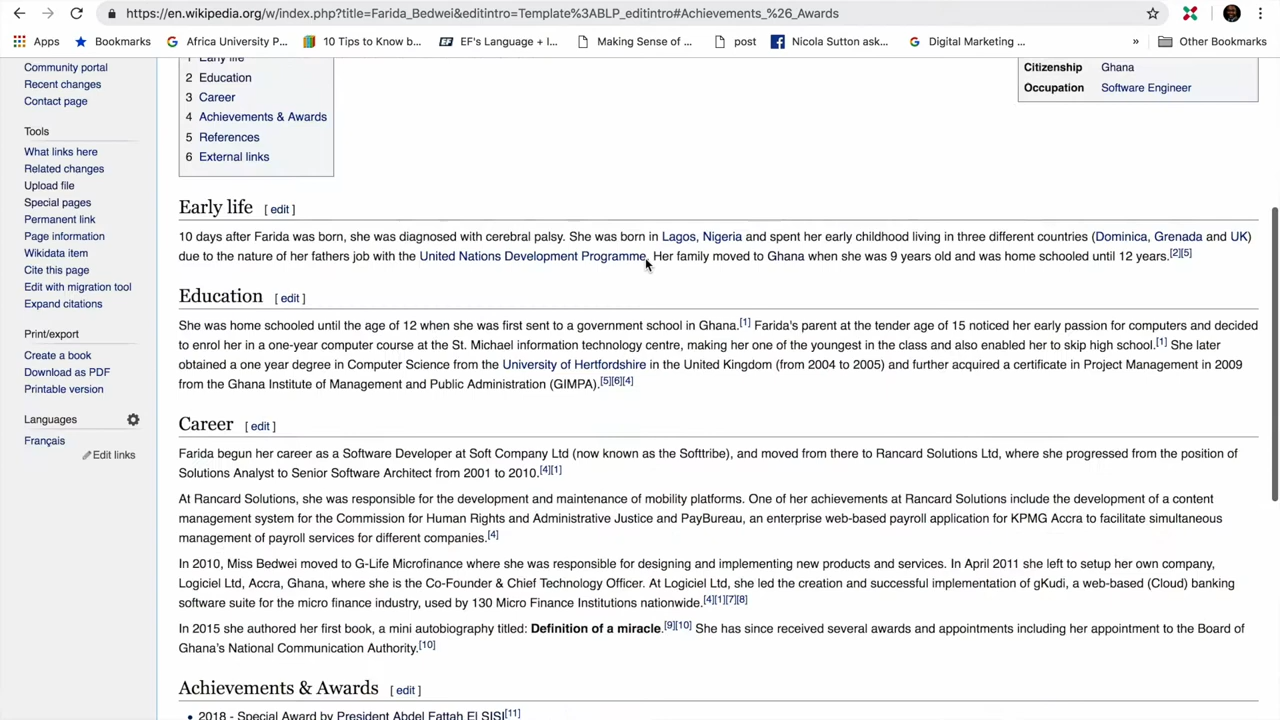 https://en.wikipedia.org/w/index.php?title=Farida_Bedwei&editintro=Template%3ABLP_editintro#Achievements_%26_Awards
Apps Bookmarks Africa University P... 10 Tips to Know b... EF's Language + I... Making Sense of ... post Nicola Sutton ask... Digital Marketing ... » Other Bookmarks
Community portal
Recent changes
Contact page
Tools
What links here
Related changes
Upload file
Special pages
Permanent link
Page information
Wikidata item
Cite this page
Edit with migration tool
Expand citations
Print/export
Create a book
Download as PDF
Printable version
Languages
Français
Edit links
1 Early life
2 Education
3 Career
4 Achievements & Awards
5 References
6 External links
Citizenship Ghana
Occupation Software Engineer
Early life [ edit ]
10 days after Farida was born, she was diagnosed with cerebral palsy. She was born in Lagos, Nigeria and spent her early childhood living in three different countries (Dominica, Grenada and UK)
due to the nature of her fathers job with the United Nations Development Programme. Her family moved to Ghana when she was 9 years old and was home schooled until 12 years.[2][5]
Education [ edit ]
She was home schooled until the age of 12 when she was first sent to a government school in Ghana.[1] Farida's parent at the tender age of 15 noticed her early passion for computers and decided
to enrol her in a one-year computer course at the St. Michael information technology centre, making her one of the youngest in the class and also enabled her to skip high school.[1] She later
obtained a one year degree in Computer Science from the University of Hertfordshire in the United Kingdom (from 2004 to 2005) and further acquired a certificate in Project Management in 2009
from the Ghana Institute of Management and Public Administration (GIMPA).[5][6][4]
Career [ edit ]
Farida begun her career as a Software Developer at Soft Company Ltd (now known as the Softtribe), and moved from there to Rancard Solutions Ltd, where she progressed from the position of
Solutions Analyst to Senior Software Architect from 2001 to 2010.[4][1]
At Rancard Solutions, she was responsible for the development and maintenance of mobility platforms. One of her achievements at Rancard Solutions include the development of a content
management system for the Commission for Human Rights and Administrative Justice and PayBureau, an enterprise web-based payroll application for KPMG Accra to facilitate simultaneous
management of payroll services for different companies.[4]
In 2010, Miss Bedwei moved to G-Life Microfinance where she was responsible for designing and implementing new products and services. In April 2011 she left to setup her own company,
Logiciel Ltd, Accra, Ghana, where she is the Co-Founder & Chief Technology Officer. At Logiciel Ltd, she led the creation and successful implementation of gKudi, a web-based (Cloud) banking
software suite for the micro finance industry, used by 130 Micro Finance Institutions nationwide.[4][1][7][8]
In 2015 she authored her first book, a mini autobiography titled: Definition of a miracle.[9][10] She has since received several awards and appointments including her appointment to the Board of
Ghana's National Communication Authority.[10]
Achievements & Awards [ edit ]
• 2018 - Special Award by President Abdel Fattah El SISI[11]